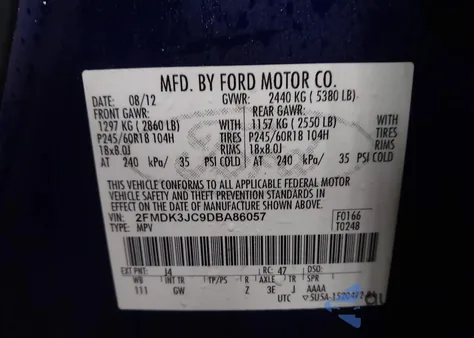 MFD. BY FORD MOTOR CO.
DATE: 08/12 GVWR: 2440 KG ( 5380 LB)
FRONT GAWR: REAR GAWR:
1297 KG ( 2860 LB) WITH 1157 KG ( 2550 LB) WITH
P245/60R18 104H TIRES P245/60R18 104H TIRES
18x8.0J RIMS 18x8.0J RIMS
AT 240 kPa/ 35 PSI COLD AT 240 kPa/ 35 PSI COLD
THIS VEHICLE CONFORMS TO ALL APPLICABLE FEDERAL MOTOR
VEHICLE SAFETY AND THEFT PREVENTION STANDARDS IN
EFFECT ON THE DATE OF MANUFACTURE SHOWN ABOVE.
VIN: 2FMDK3JC9DBA86057 F0166
TYPE: MPV T0248
EXT PNT: J4 RC: 47 DSO:
WB INT TR TP/PS R AXLE TR SPR
111 GW Z 3E J AAAA
UTC
Ford